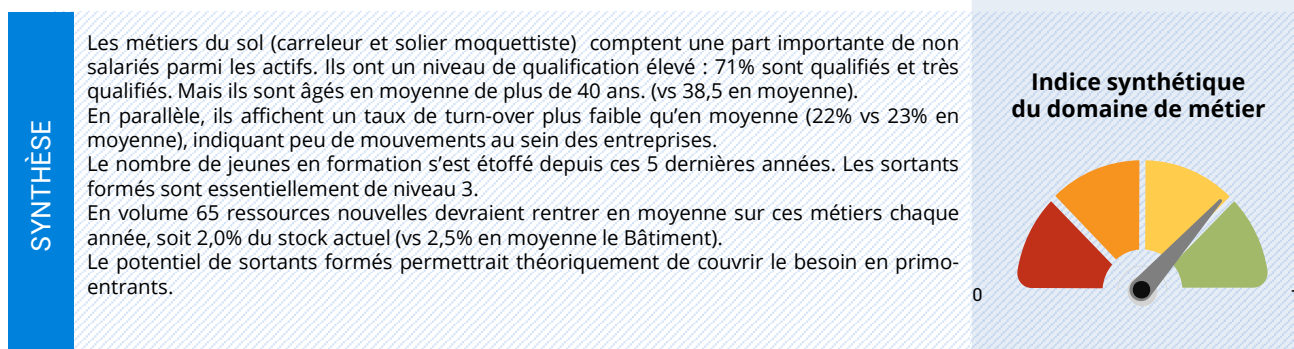 SYNTHÈSE
Les métiers du sol (carreleur et solier moquettiste) comptent une part importante de non
salariés parmi les actifs. Ils ont un niveau de qualification élevé : 71% sont qualifiés et très
qualifiés. Mais ils sont âgés en moyenne de plus de 40 ans. (vs 38,5 en moyenne).
En parallèle, ils affichent un taux de turn-over plus faible qu’en moyenne (22% vs 23% en
moyenne), indiquant peu de mouvements au sein des entreprises.
Le nombre de jeunes en formation s’est étoffé depuis ces 5 dernières années. Les sortants
formés sont essentiellement de niveau 3.
En volume 65 ressources nouvelles devraient rentrer en moyenne sur ces métiers chaque
année, soit 2,0% du stock actuel (vs 2,5% en moyenne le Bâtiment).
Le potentiel de sortants formés permettrait théoriquement de couvrir le besoin en primo-
entrants.
Indice synthétique
du domaine de métier
0